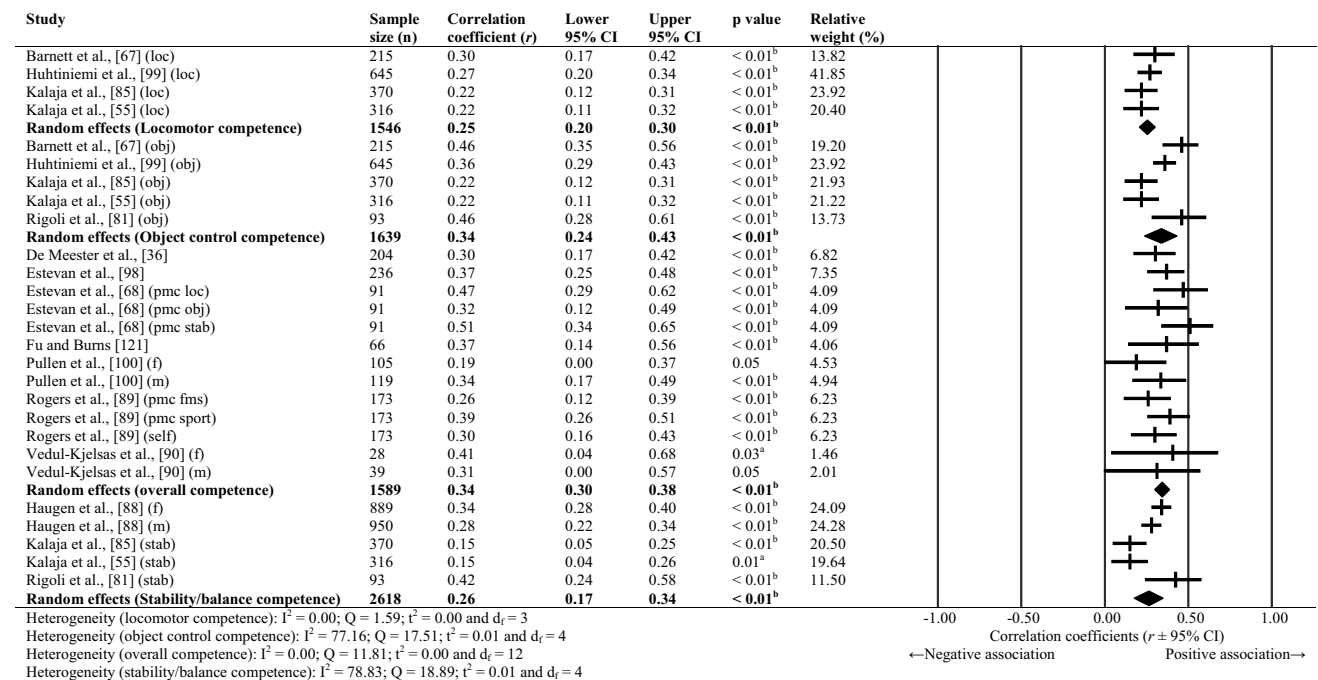 Study Sample size (n) Correlation coefficient (r) Lower 95% CI Upper 95% CI p value Relative weight (%)
Barnett et al., [67] (loc) 215 0.30 0.17 0.42 < 0.01b 13.82
Huhtiniemi et al., [99] (loc) 645 0.27 0.20 0.34 < 0.01b 41.85
Kalaja et al., [85] (loc) 370 0.22 0.12 0.31 < 0.01b 23.92
Kalaja et al., [55] (loc) 316 0.22 0.11 0.32 < 0.01b 20.40
Random effects (Locomotor competence) 1546 0.25 0.20 0.30 < 0.01b
Barnett et al., [67] (obj) 215 0.46 0.35 0.56 < 0.01b 19.20
Huhtiniemi et al., [99] (obj) 645 0.36 0.29 0.43 < 0.01b 23.92
Kalaja et al., [85] (obj) 370 0.22 0.12 0.31 < 0.01b 21.93
Kalaja et al., [55] (obj) 316 0.22 0.11 0.32 < 0.01b 21.22
Rigoli et al., [81] (obj) 93 0.46 0.28 0.61 < 0.01b 13.73
Random effects (Object control competence) 1639 0.34 0.24 0.43 < 0.01b
De Meester et al., [36] 204 0.30 0.17 0.42 < 0.01b 6.82
Estevan et al., [98] 236 0.37 0.25 0.48 < 0.01b 7.35
Estevan et al., [68] (pmc loc) 91 0.47 0.29 0.62 < 0.01b 4.09
Estevan et al., [68] (pmc obj) 91 0.32 0.12 0.49 < 0.01b 4.09
Estevan et al., [68] (pmc stab) 91 0.51 0.34 0.65 < 0.01b 4.09
Fu and Burns [121] 66 0.37 0.14 0.56 < 0.01b 4.06
Pullen et al., [100] (f) 105 0.19 0.00 0.37 0.05 4.53
Pullen et al., [100] (m) 119 0.34 0.17 0.49 < 0.01b 4.94
Rogers et al., [89] (pmc fms) 173 0.26 0.12 0.39 < 0.01b 6.23
Rogers et al., [89] (pmc sport) 173 0.39 0.26 0.51 < 0.01b 6.23
Rogers et al., [89] (self) 173 0.30 0.16 0.43 < 0.01b 6.23
Vedul-Kjelsas et al., [90] (f) 28 0.41 0.04 0.68 0.03a 1.46
Vedul-Kjelsas et al., [90] (m) 39 0.31 0.00 0.57 0.05 2.01
Random effects (overall competence) 1589 0.34 0.30 0.38 < 0.01b
Haugen et al., [88] (f) 889 0.34 0.28 0.40 < 0.01b 24.09
Haugen et al., [88] (m) 950 0.28 0.22 0.34 < 0.01b 24.28
Kalaja et al., [85] (stab) 370 0.15 0.05 0.25 < 0.01b 20.50
Kalaja et al., [55] (stab) 316 0.15 0.04 0.26 0.01a 19.64
Rigoli et al., [81] (stab) 93 0.42 0.24 0.58 < 0.01b 11.50
Random effects (Stability/balance competence) 2618 0.26 0.17 0.34 < 0.01b
Heterogeneity (locomotor competence): I2 = 0.00; Q = 1.59; t2 = 0.00 and df = 3
Heterogeneity (object control competence): I2 = 77.16; Q = 17.51; t2 = 0.01 and df = 4
Heterogeneity (overall competence): I2 = 0.00; Q = 11.81; t2 = 0.00 and df = 12
Heterogeneity (stability/balance competence): I2 = 78.83; Q = 18.89; t2 = 0.01 and df = 4
-1.00 -0.50 0.00 0.50 1.00
Correlation coefficients (r ± 95% CI)
←Negative association Positive association→